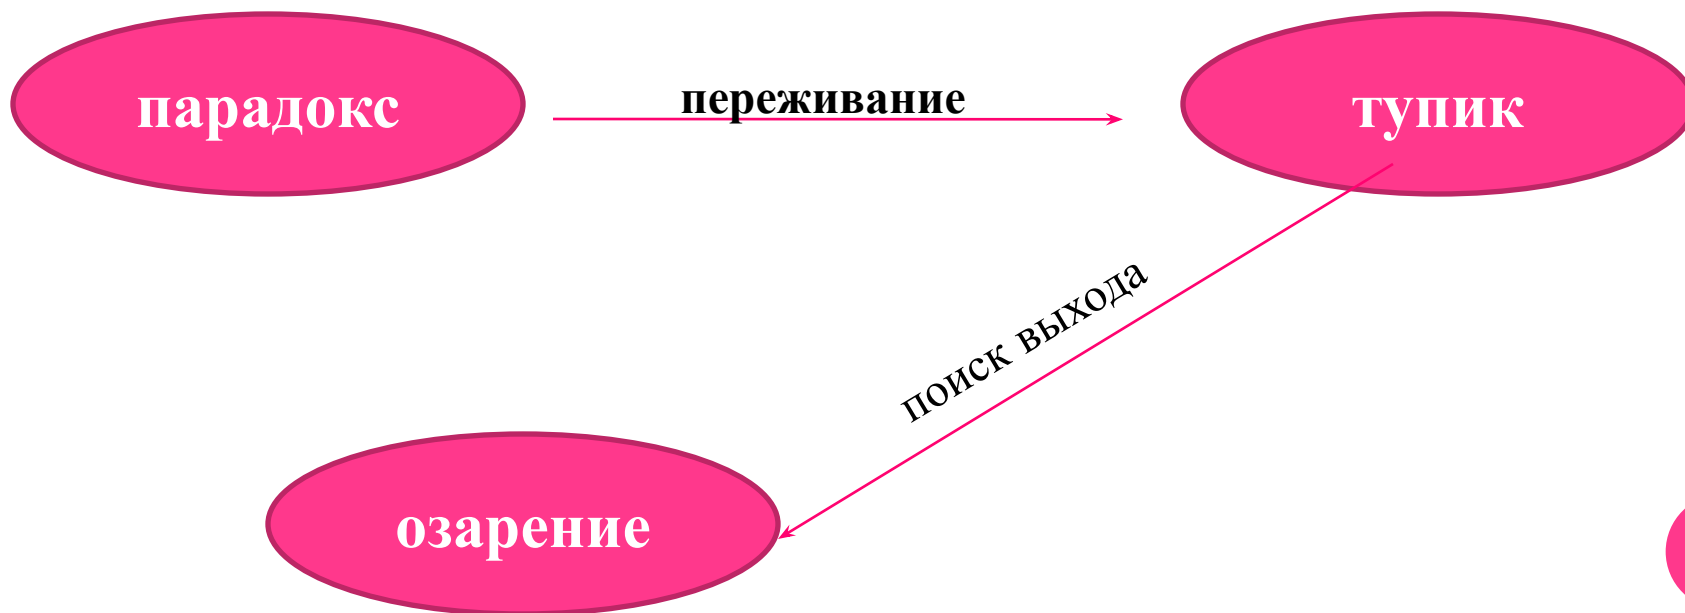 парадокс
переживание
тупик
поиск выхода
озарение